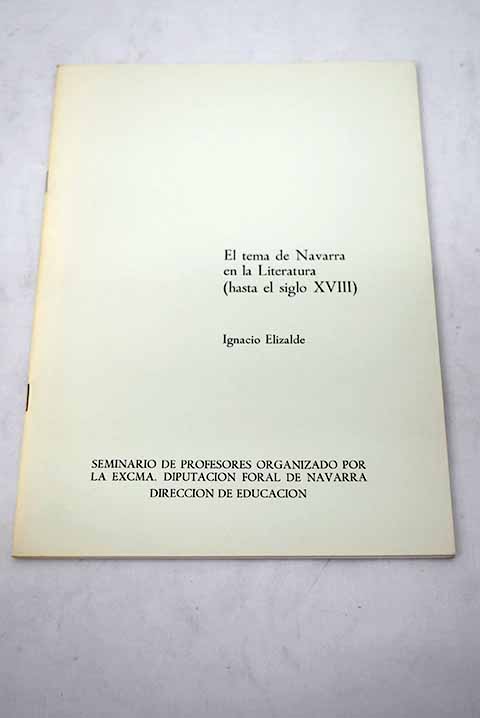 El tema de Navarra
en la Literatura
(hasta el siglo XVIII)
Ignacio Elizalde
SEMINARIO DE PROFESORES ORGANIZADO POR
LA EXCMA. DIPUTACION FORAL DE NAVARRA
DIRECCION DE EDUCACION